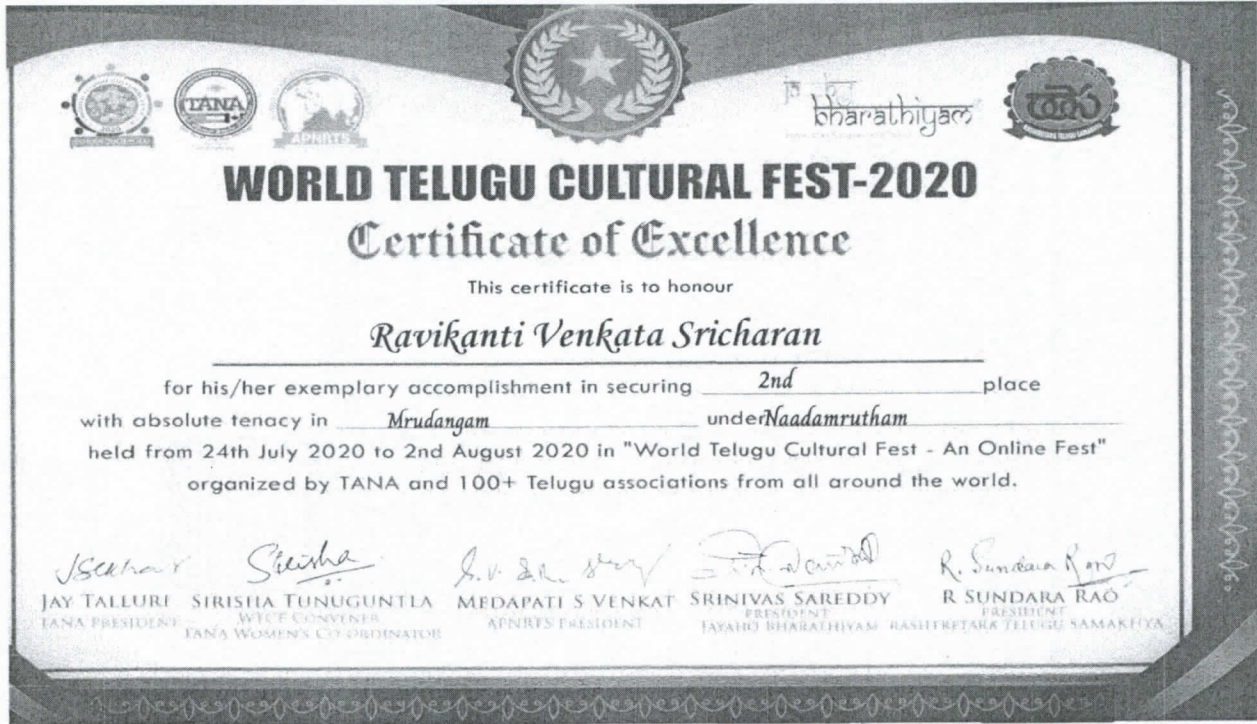 2020
TANA
APNRTS
bharathiyam
WORLD TELUGU CULTURAL FEST-2020
Certificate of Excellence
This certificate is to honour
Ravikanti Venkata Sricharan
for his/her exemplary accomplishment in securing 2nd place
with absolute tenacy in Mrudangam under Naadamrutham
held from 24th July 2020 to 2nd August 2020 in "World Telugu Cultural Fest - An Online Fest"
organized by TANA and 100+ Telugu associations from all around the world.
Sirisha R. Sundara Rao
JAY TALLURI SIRISHA TUNUGUNTLA MEDAPATI S VENKAT SRINIVAS SAREDDY R SUNDARA RAO
TANA PRESIDENT WTCF CONVENER APNRTS PRESIDENT PRESIDENT PRESIDENT
TANA WOMEN'S CO-ORDINATOR JAYAHO BHARATHIYAM RASHTRETARA TELUGU SAMAKHYA